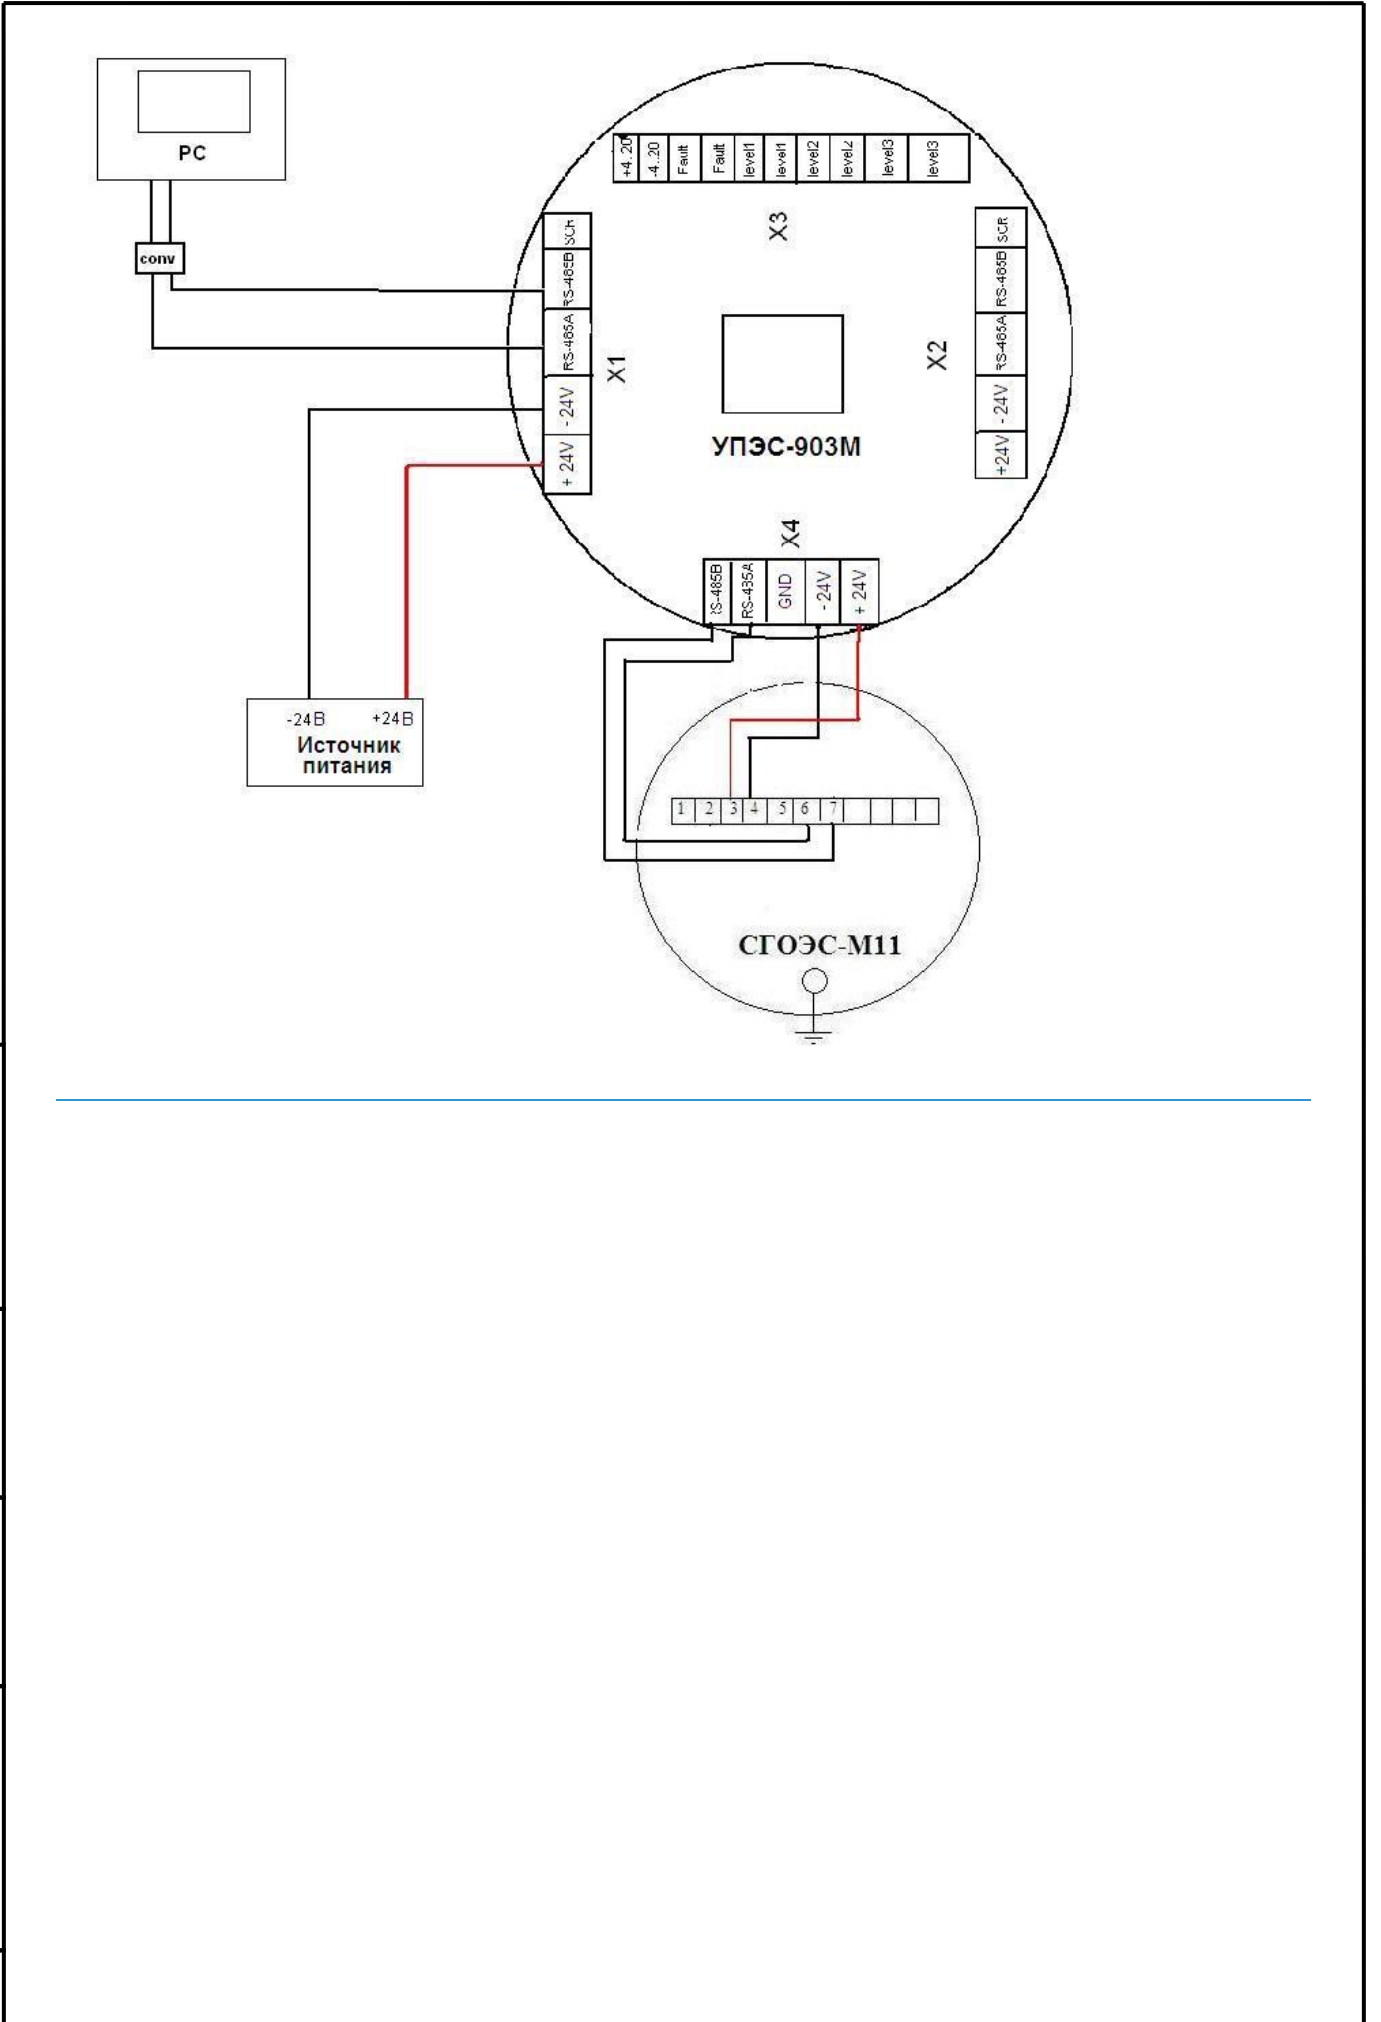 PC
conv
+4..20
-4..20
Fault
Fault
level1
level1
level2
level2
level3
level3
X3
SCR
RS-485B
RS-485A
- 24V
+ 24V
X1
SCR
RS-485B
RS-485A
- 24V
+24V
X2
УПЭС-903М
X4
RS-485B
RS-485A
GND
-24V
+ 24V
-24В +24В
Источник
питания
1 2 3 4 5 6 7
СГОЭС-М11